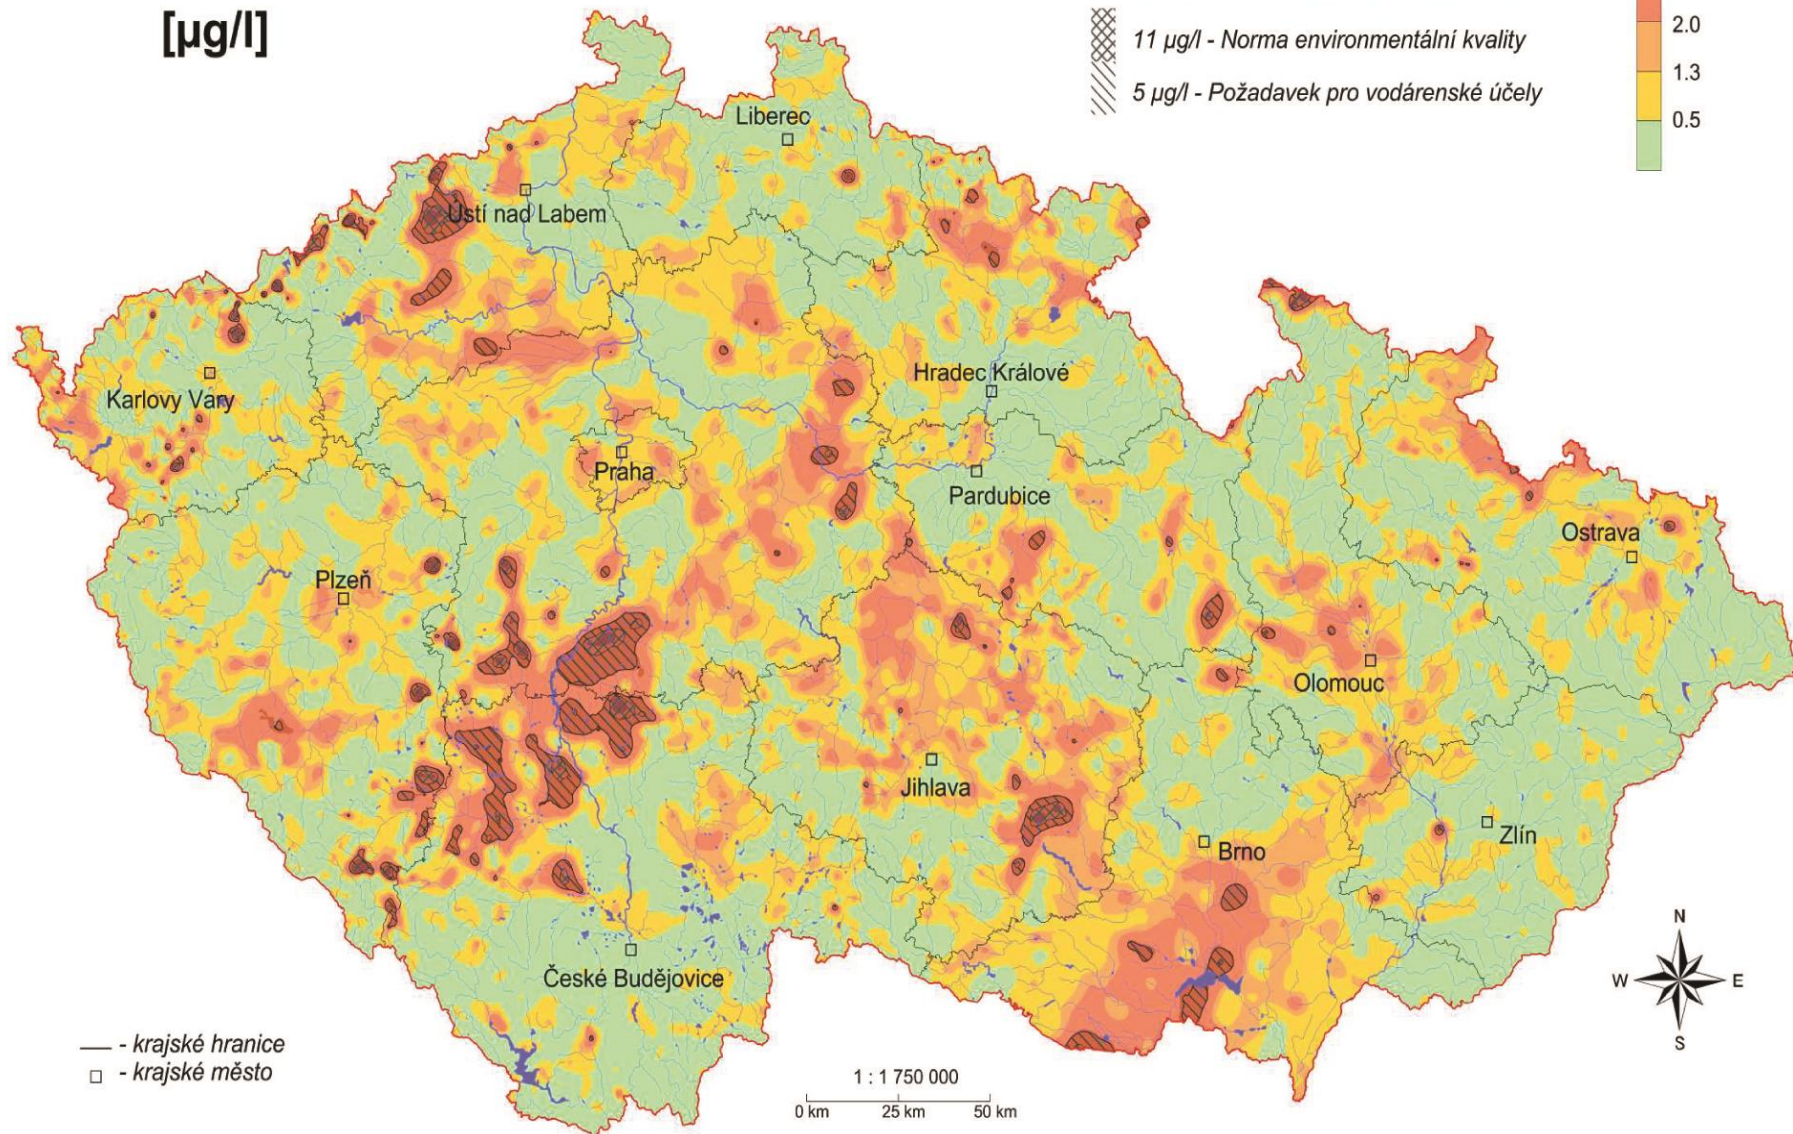 [µg/l]
11 µg/l - Norma environmentální kvality
5 µg/l - Požadavek pro vodárenské účely
2.0
1.3
0.5
Liberec
Ústí nad Labem
Karlovy Vary
Hradec Králové
Praha
Pardubice
Ostrava
Plzeň
Olomouc
Jihlava
Zlín
Brno
České Budějovice
N
W
E
S
- krajské hranice
- krajské město
1 : 1 750 000
0 km
25 km
50 km